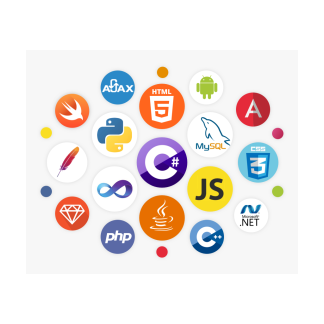 AJAX
HTML
5
A
MySQL
CSS
3
C#
JS
php
C++
Microsoft
.NET